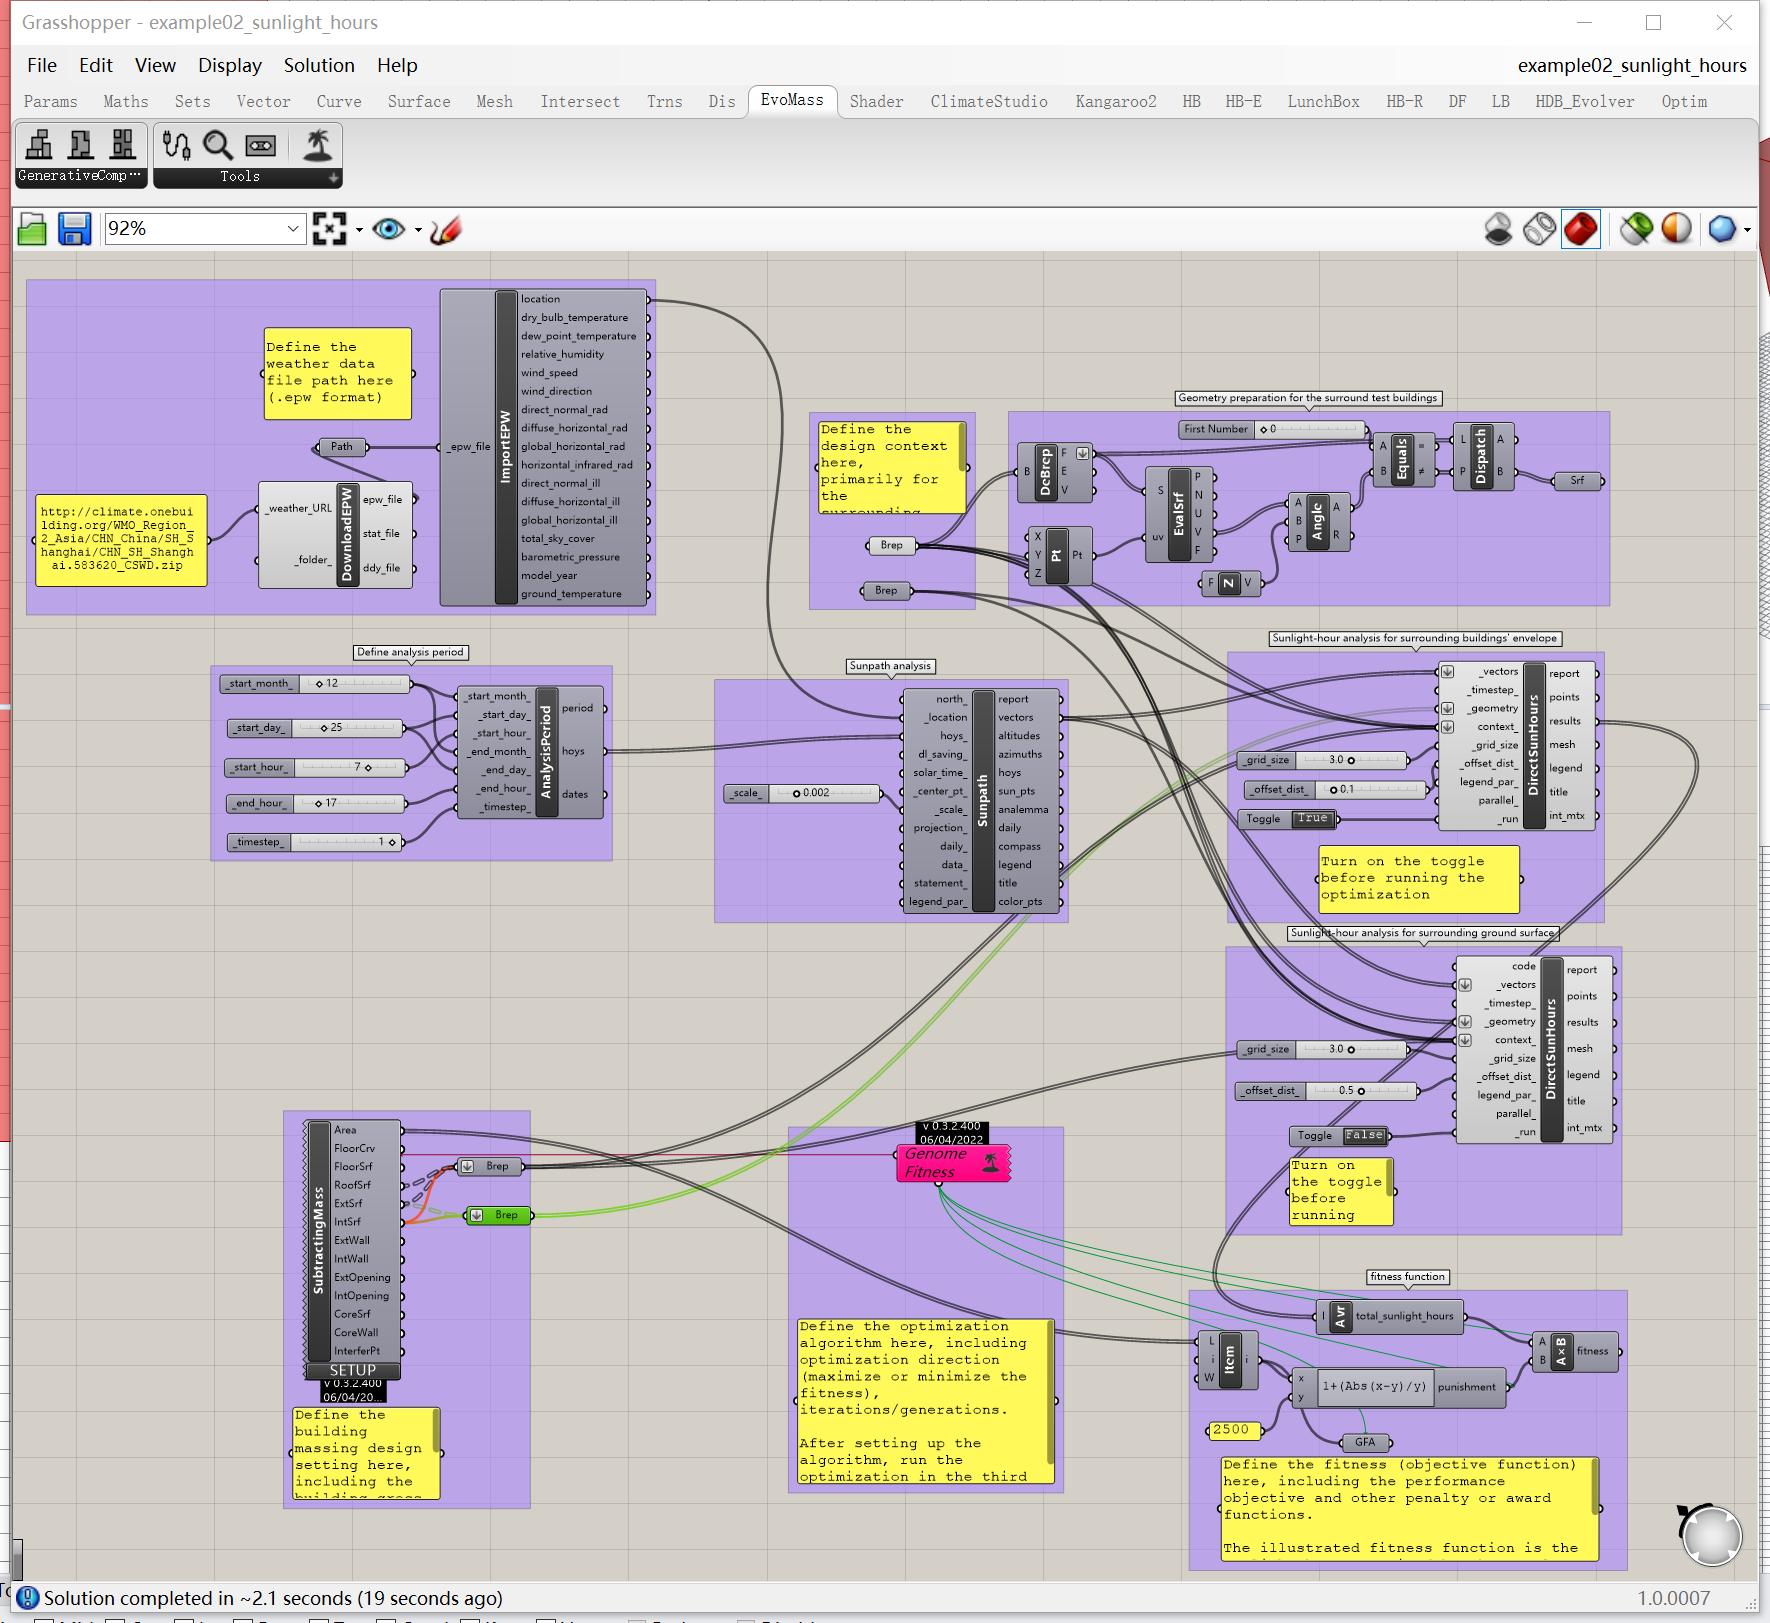 Grasshopper - example02_sunlight_hours
File Edit View Display Solution Help
example02_sunlight_hours
Params Maths Sets Vector Curve Surface Mesh Intersect Trns Dis EvoMass Shader ClimateStudio Kangaroo2 HB HB-E LunchBox HB-R DF LB HDB_Evolver Optim
GenerativeComp···
Tools
92%
Define the
weather data
file path here
(.epw format)
Path
http://climate.onebui
lding.org/WMO_Region_
2_Asia/CHN_China/SH_S
hanghai/CHN_SH_Shangh
ai.583620_CSWD.zip
_weather_URL
_folder_
DownloadEPW
epw_file
stat_file
ddy_file
_epw_file
ImportEPW
location
dry_bulb_temperature
dew_point_temperature
relative_humidity
wind_speed
wind_direction
direct_normal_rad
diffuse_horizontal_rad
global_horizontal_rad
horizontal_infrared_rad
direct_normal_ill
diffuse_horizontal_ill
global_horizontal_ill
total_sky_cover
barometric_pressure
model_year
ground_temperature
Define the
design context
here,
primarily for
the
surrounding
Brep
Brep
Geometry preparation for the surround test buildings
First Number 0
B
DeBrep
F
E
V
X
Y
Z
Pt
Pt
S
uv
EvalSrf
P
N
U
V
F
F
Z
V
A
B
P
Angle
A
R
A
B
Equals
=
≠
L
P
Dispatch
A
B
Srf
Define analysis period
_start_month_ 12
_start_day_ 25
_start_hour_ 7
_end_hour_ 17
_timestep_ 1
_start_month_
_start_day_
_start_hour_
_end_month_
_end_day_
_end_hour_
_timestep_
AnalysisPeriod
period
hoys
dates
Sunpath analysis
_scale_ 0.002
north_
_location
hoys_
dl_saving_
solar_time_
_center_pt_
_scale_
projection_
daily_
data_
statement_
legend_par_
Sunpath
report
vectors
altitudes
azimuths
hoys
sun_pts
analemma
daily
compass
legend
title
color_pts
Sunlight-hour analysis for surrounding buildings' envelope
_grid_size 3.0
_offset_dist_ 0.1
Toggle True
_vectors
_timestep_
_geometry
context_
_grid_size
_offset_dist_
legend_par_
parallel_
_run
DirectSunHours
report
points
results
mesh
legend
title
int_mtx
Turn on the toggle
before running the
optimization
Sunlight-hour analysis for surrounding ground surface
_grid_size 3.0
_offset_dist_ 0.5
Toggle False
code
_vectors
_timestep_
_geometry
context_
_grid_size
_offset_dist_
legend_par_
parallel_
_run
DirectSunHours
report
points
results
mesh
legend
title
int_mtx
Turn on
the toggle
before
running
SubtractingMass
Area
FloorCrv
FloorSrf
RoofSrf
ExtSrf
IntSrf
ExtWall
IntWall
ExtOpening
IntOpening
CoreSrf
CoreWall
InterferPt
SETUP
v 0.3.2.400
06/04/20...
Brep
Brep
Define the
building
massing design
setting here,
including the
building gross
v 0.3.2.400
06/04/2022
Genome
Fitness
Define the optimization
algorithm here, including
optimization direction
(maximize or minimize the
fitness),
iterations/generations.
After setting up the
algorithm, run the
optimization in the third
fitness function
I
Avr
total_sunlight_hours
L
i
W
Item
i
2500
x
y
1+(Abs(x-y)/y)
punishment
GFA
A
B
A×B
fitness
Define the fitness (objective function)
here, including the performance
objective and other penalty or award
functions.
The illustrated fitness function is the
Solution completed in ~2.1 seconds (19 seconds ago)
1.0.0007